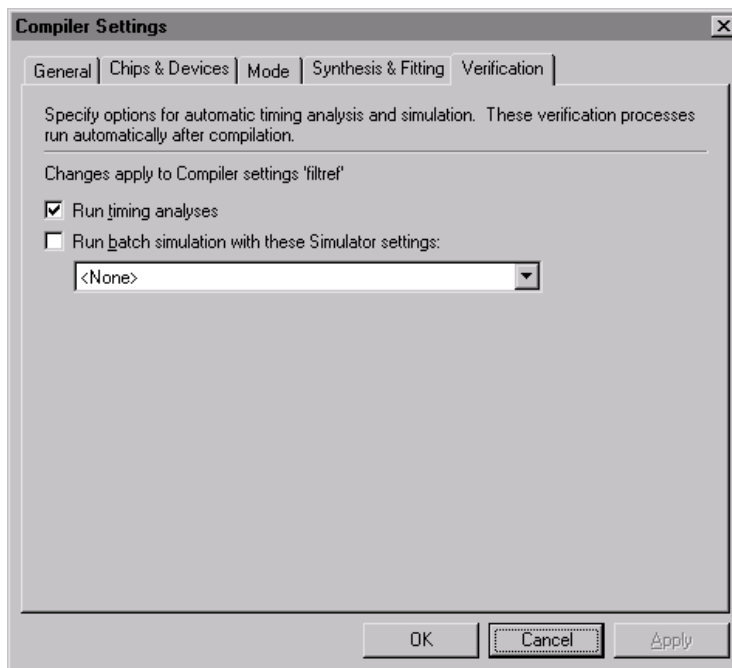 Compiler Settings
General Chips & Devices Mode Synthesis & Fitting Verification
Specify options for automatic timing analysis and simulation. These verification processes
run automatically after compilation.
Changes apply to Compiler settings 'filtref'
Run timing analyses
Run batch simulation with these Simulator settings:
<None>
OK Cancel Apply